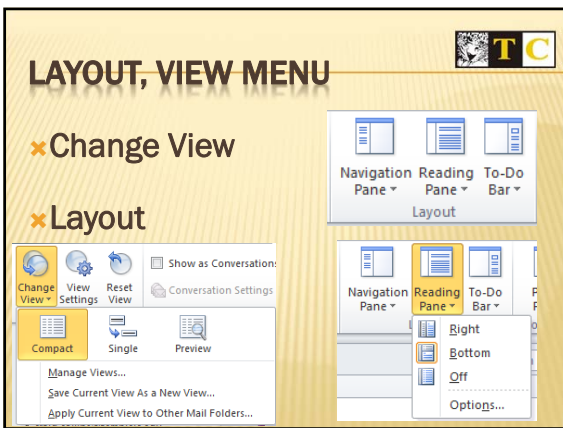 T C
LAYOUT, VIEW MENU
Change View
Layout
Navigation Pane
Reading Pane
To-Do Bar
Layout
Change View
View Settings
Reset View
Show as Conversations
Conversation Settings
Compact
Single
Preview
Manage Views...
Save Current View As a New View...
Apply Current View to Other Mail Folders...
Navigation Pane
Reading Pane
To-Do Bar
Right
Bottom
Off
Options...